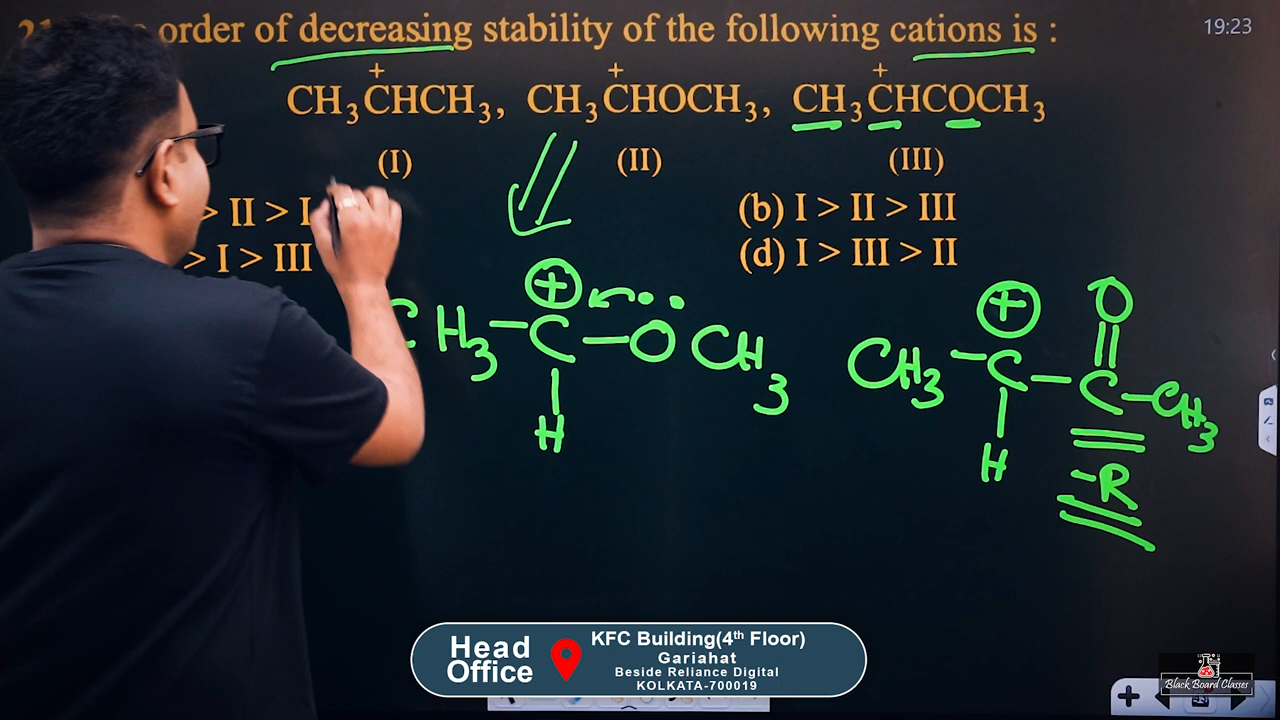 order of decreasing stability of the following cations is :
19:23
CH₃C⁺HCH₃, CH₃C⁺HOCH₃, CH₃C⁺HCOCH₃
(I) (II) (III)
> II > I (b) I > II > III
> I > III (d) I > III > II
CH₃ – C – OCH₃
⊕
H
CH₃ – C – C – CH₃
⊕
O
H
-R
Head Office
KFC Building(4th Floor)
Gariahat
Beside Reliance Digital
KOLKATA-700019
Black Board Classes